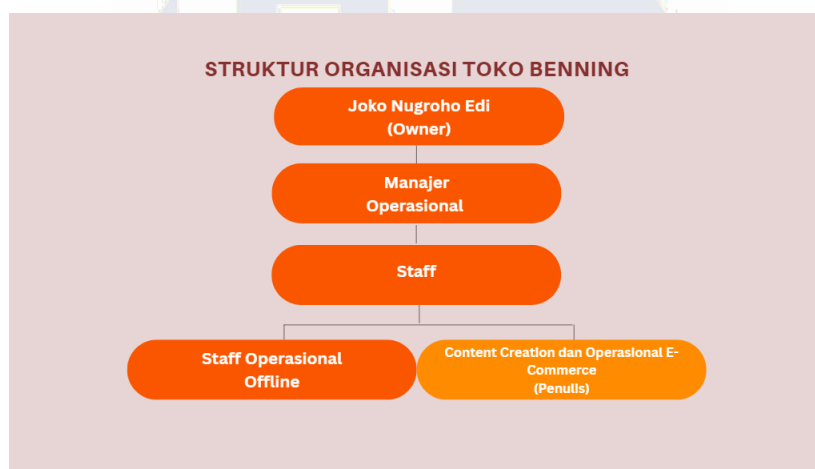 STRUKTUR ORGANISASI TOKO BENNING
Joko Nugroho Edi
(Owner)
Manajer
Operasional
Staff
Staff Operasional
Offline
Content Creation dan Operasional E-
Commerce
(Penulis)